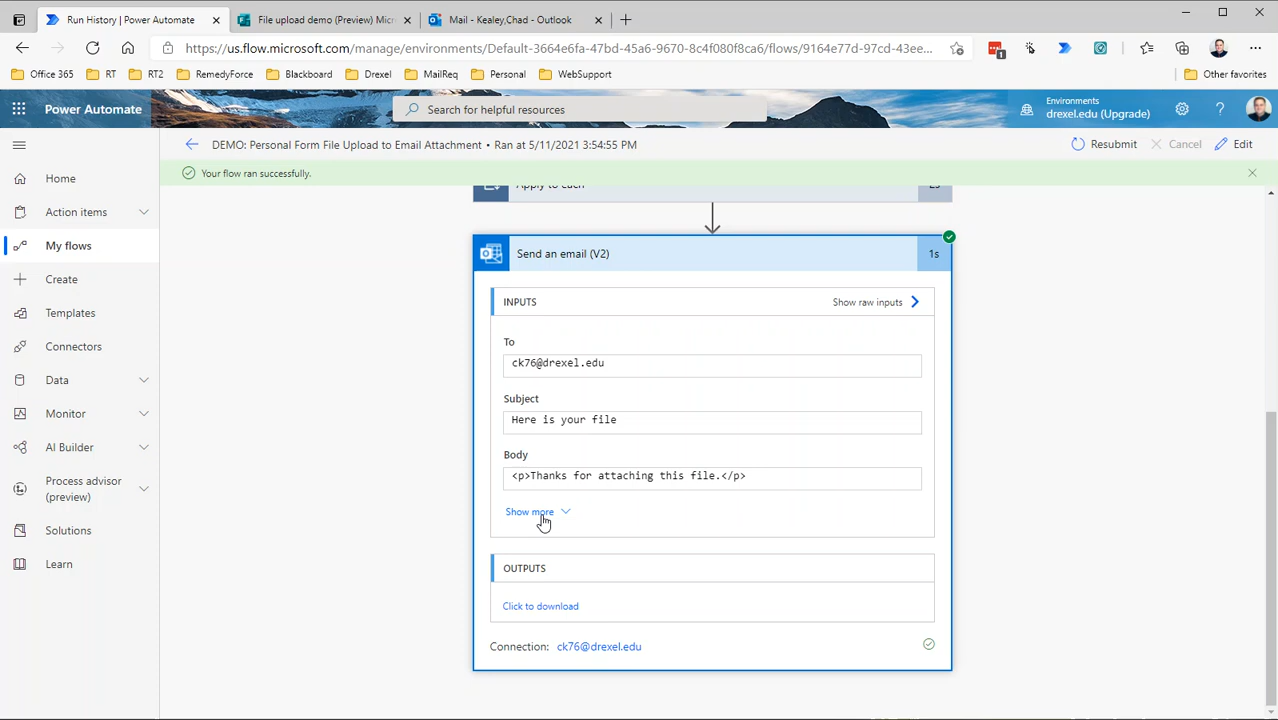 Run History | Power Automate
File upload demo (Preview) Micr
Mail - Kealey,Chad - Outlook
https://us.flow.microsoft.com/manage/environments/Default-3664e6fa-47bd-45a6-9670-8c4f080f8ca6/flows/9164e77d-97cd-43ee...
1
Office 365
RT
RT2
RemedyForce
Blackboard
Drexel
MailReq
Personal
WebSupport
Other favorites
Power Automate
Search for helpful resources
Environments
drexel.edu (Upgrade)
?
DEMO: Personal Form File Upload to Email Attachment • Ran at 5/11/2021 3:54:55 PM
Resubmit
Cancel
Edit
Your flow ran successfully.
Home
Action items
My flows
Create
Templates
Connectors
Data
Monitor
AI Builder
Process advisor
(preview)
Solutions
Learn
Apply to each
2s
Send an email (V2)
1s
INPUTS
Show raw inputs
To
ck76@drexel.edu
Subject
Here is your file
Body
<p>Thanks for attaching this file.</p>
Show more
OUTPUTS
Click to download
Connection: ck76@drexel.edu